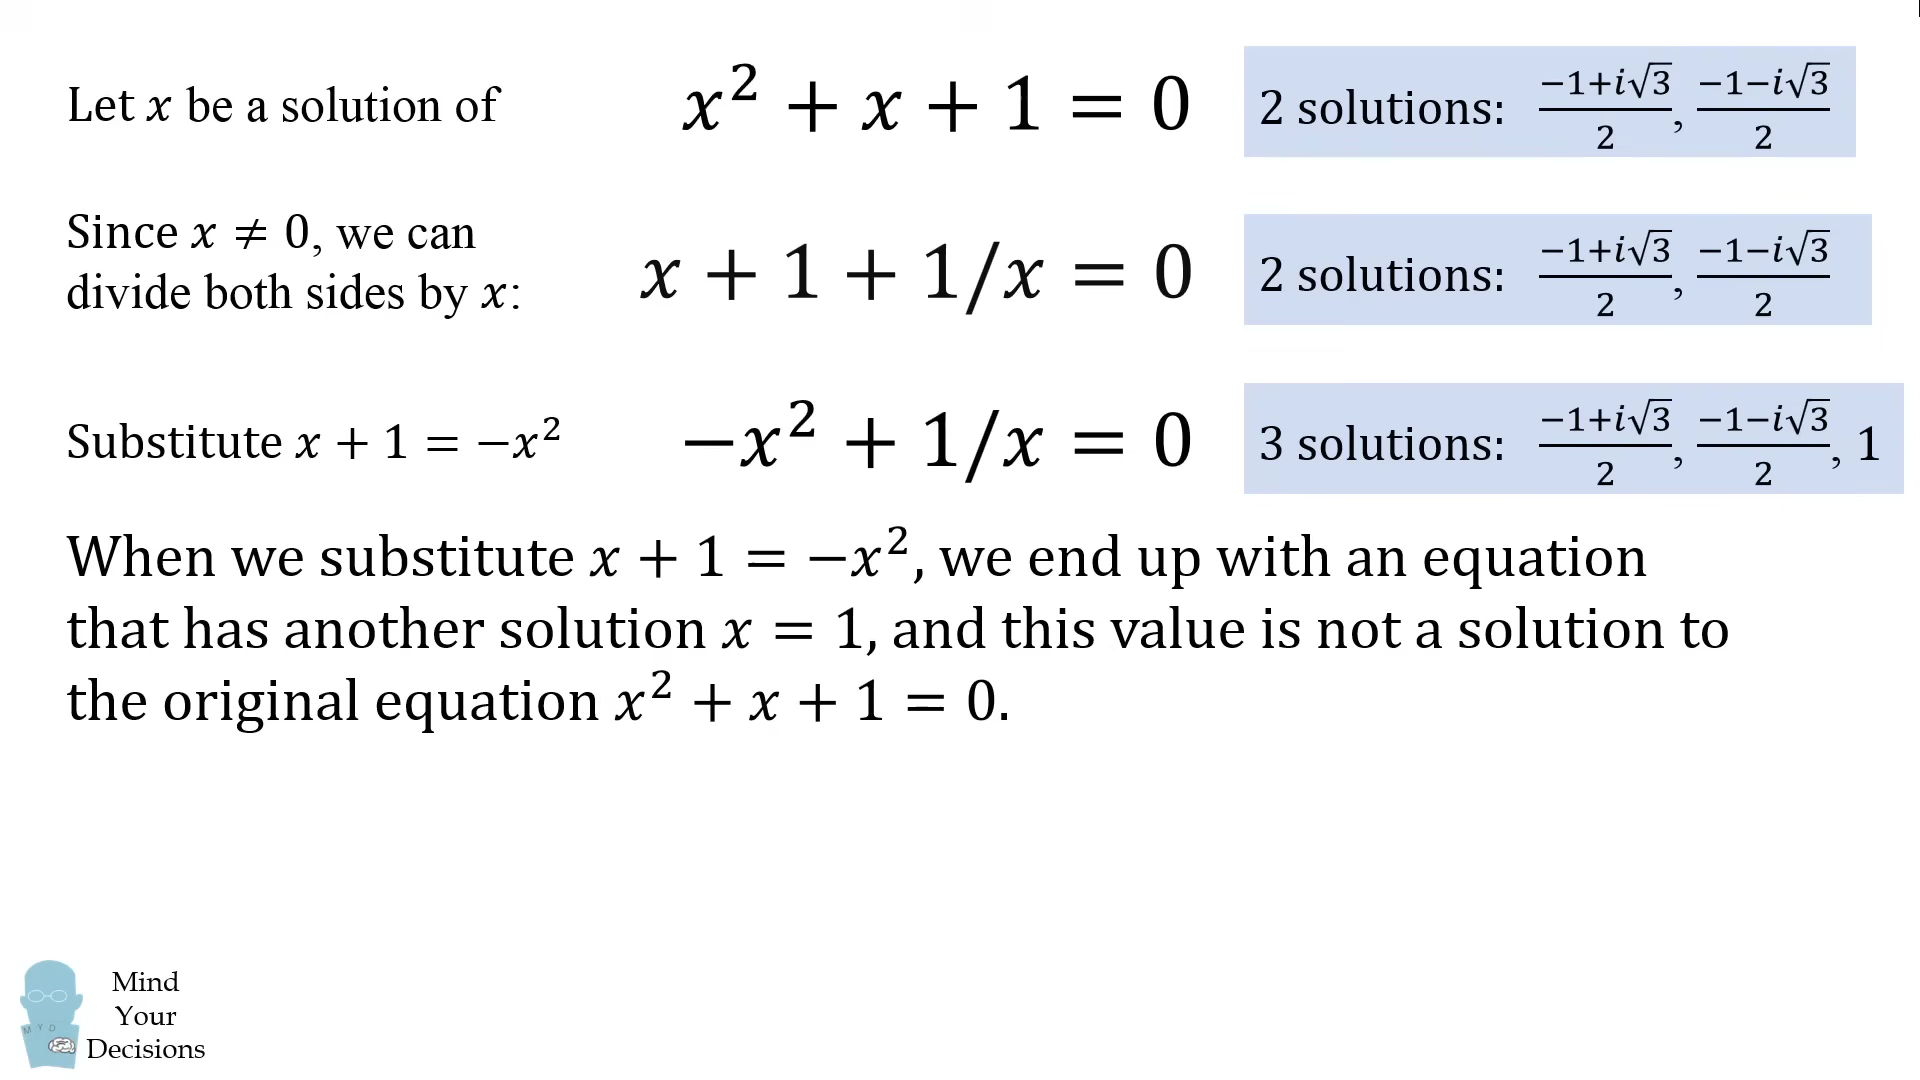 Let x be a solution of x² + x + 1 = 0 2 solutions: (−1+i√3)/2, (−1−i√3)/2
Since x ≠ 0, we can
divide both sides by x: x + 1 + 1/x = 0 2 solutions: (−1+i√3)/2, (−1−i√3)/2
Substitute x + 1 = −x² −x² + 1/x = 0 3 solutions: (−1+i√3)/2, (−1−i√3)/2, 1
When we substitute x + 1 = −x², we end up with an equation
that has another solution x = 1, and this value is not a solution to
the original equation x² + x + 1 = 0.
M Y D
Mind
Your
Decisions